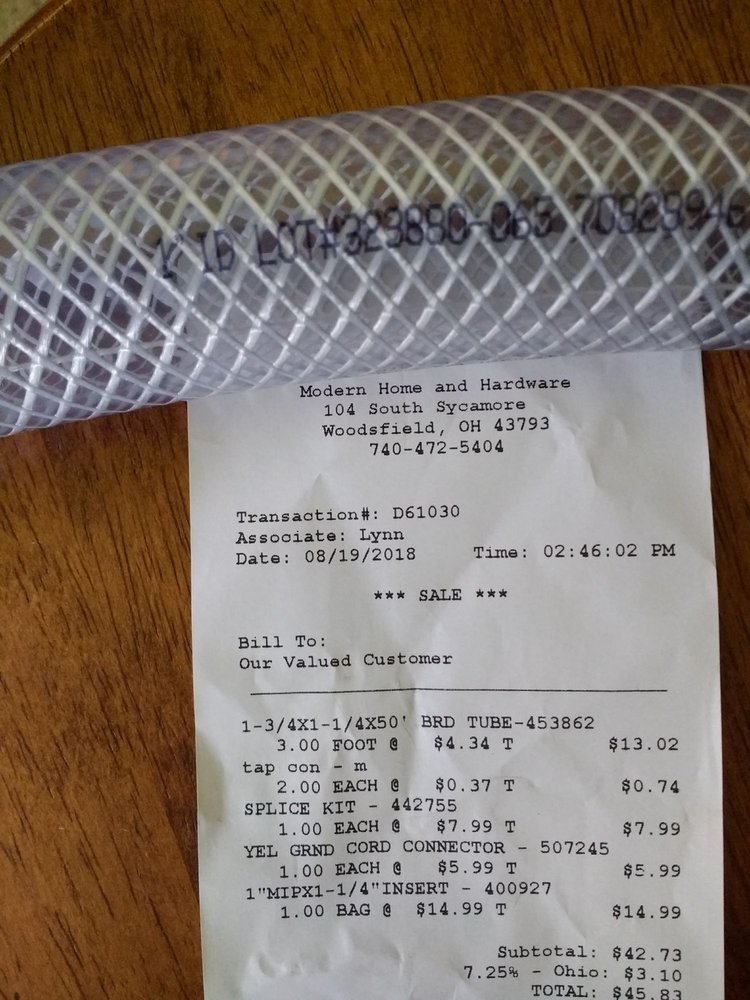 1" ID LOT#323880-065
Modern Home and Hardware
104 South Sycamore
Woodsfield, OH 43793
740-472-5404
Transaction#: D61030
Associate: Lynn
Date: 08/19/2018 Time: 02:46:02 PM
*** SALE ***
Bill To:
Our Valued Customer
1-3/4X1-1/4X50' BRD TUBE-453862
3.00 FOOT @ $4.34 T $13.02
tap con - m
2.00 EACH @ $0.37 T $0.74
SPLICE KIT - 442755
1.00 EACH @ $7.99 T $7.99
YEL GRND CORD CONNECTOR - 507245
1.00 EACH @ $5.99 T $5.99
1"MIPX1-1/4"INSERT - 400927
1.00 BAG @ $14.99 T $14.99
Subtotal: $42.73
7.25% - Ohio: $3.10
TOTAL: $45.83